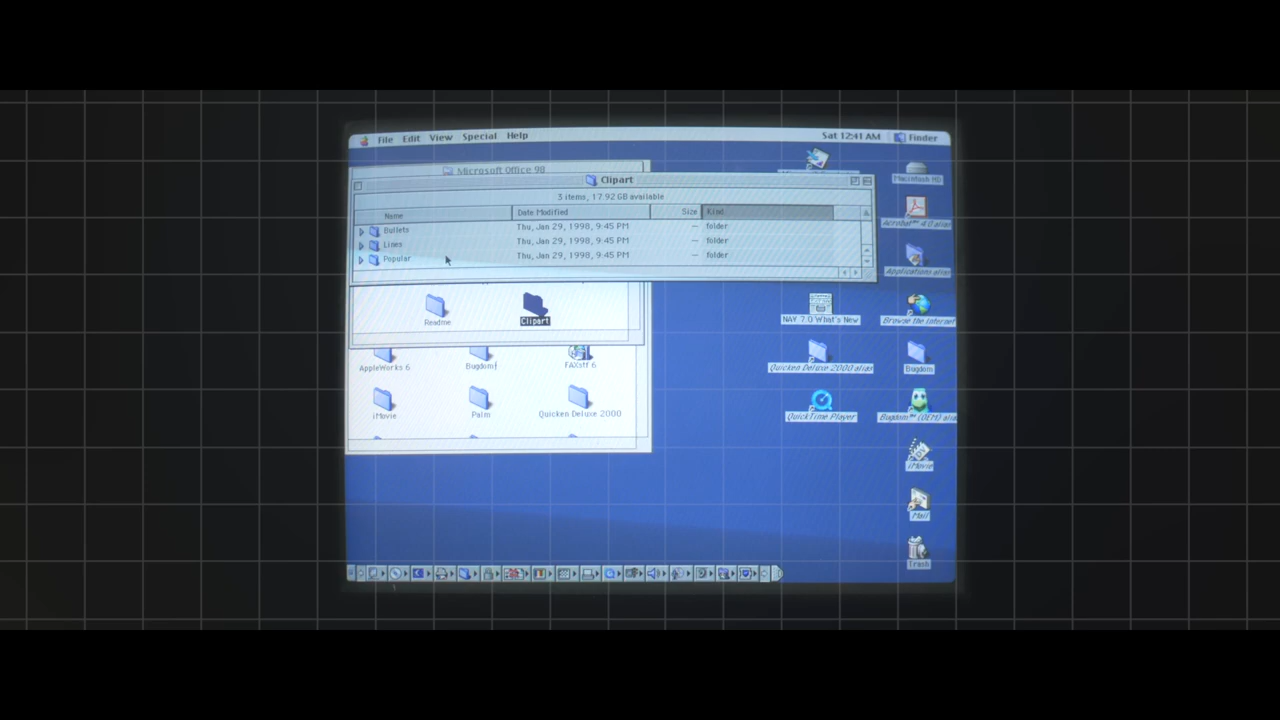 File Edit View Special Help Sat 12:41 AM Finder
Microsoft Office 98
Clipart
3 items, 17.92 GB available
Name Date Modified Size Kind
Bullets Thu, Jan 29, 1998, 9:45 PM — folder
Lines Thu, Jan 29, 1998, 9:45 PM — folder
Popular Thu, Jan 29, 1998, 9:45 PM — folder
Readme Clipart
AppleWorks 6 Bugdom FAXstf 6
iMovie Palm Quicken Deluxe 2000
Macintosh HD
Acrobat™ 4.0 alias
Applications alias
NAV 7.0 What's New Browse the Internet
Quicken Deluxe 2000 alias Bugdom
QuickTime Player Bugdom™ (OEM) alias
iMovie
Mail
Trash